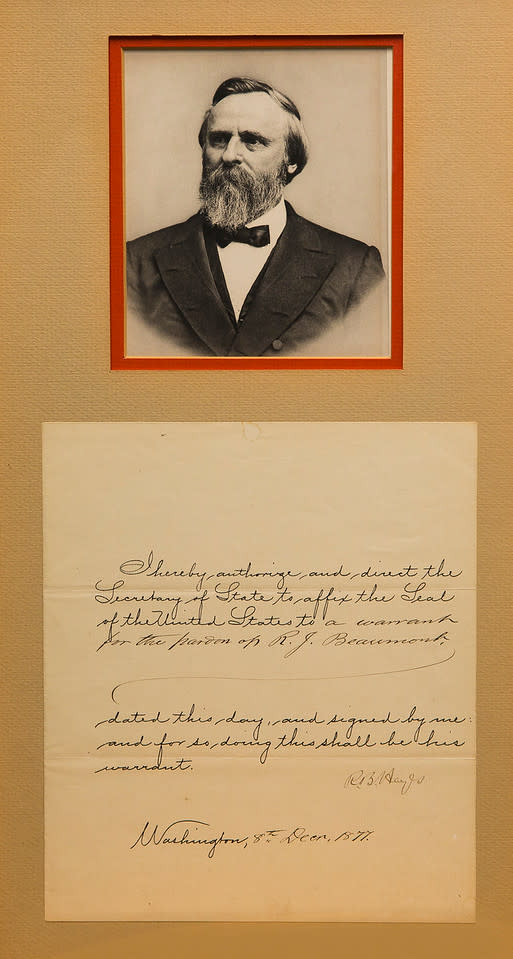 I hereby authorize and direct the
Secretary of State to affix the Seal
of the United States to a warrant
for the pardon of R. J. Beaumont,
dated this day, and signed by me:
and for so doing this shall be his
warrant.
R.B. Hayes
Washington, 8th Decr, 1877.